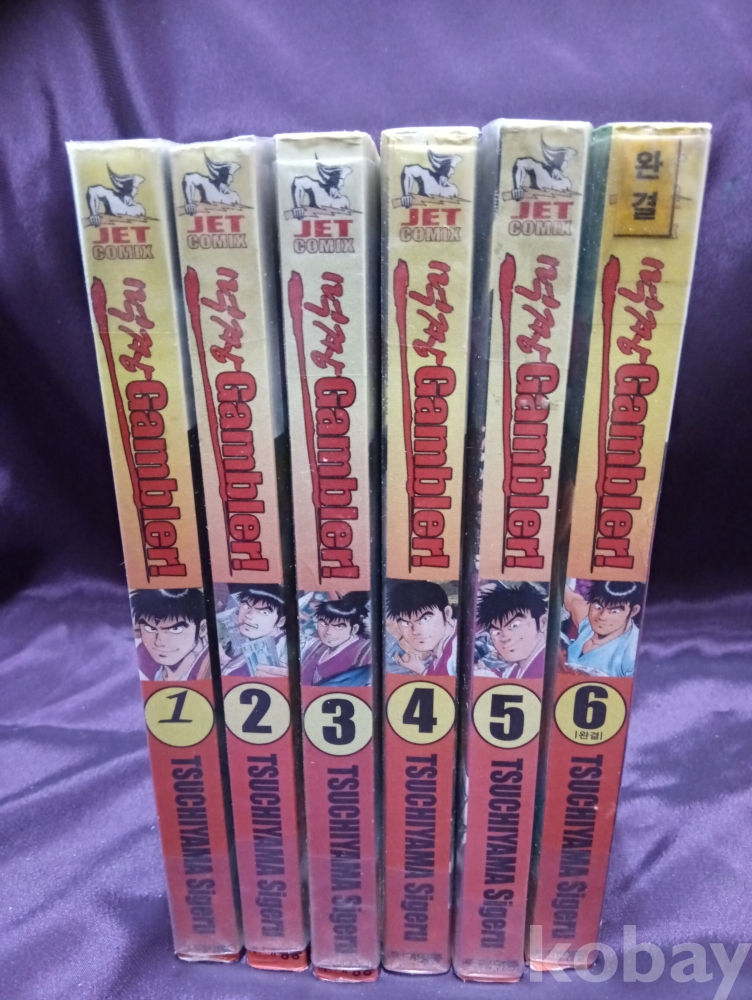 JET
COMIX
Gambler!
1
TSUCHIYAMA Sigeru
JET
COMIX
Gambler!
2
TSUCHIYAMA Sigeru
JET
COMIX
Gambler!
3
TSUCHIYAMA Sigeru
JET
COMIX
Gambler!
4
TSUCHIYAMA Sigeru
JET
COMIX
Gambler!
5
TSUCHIYAMA Sigeru
완결
Gambler!
6
|완결|
TSUCHIYAMA Sigeru
kobay